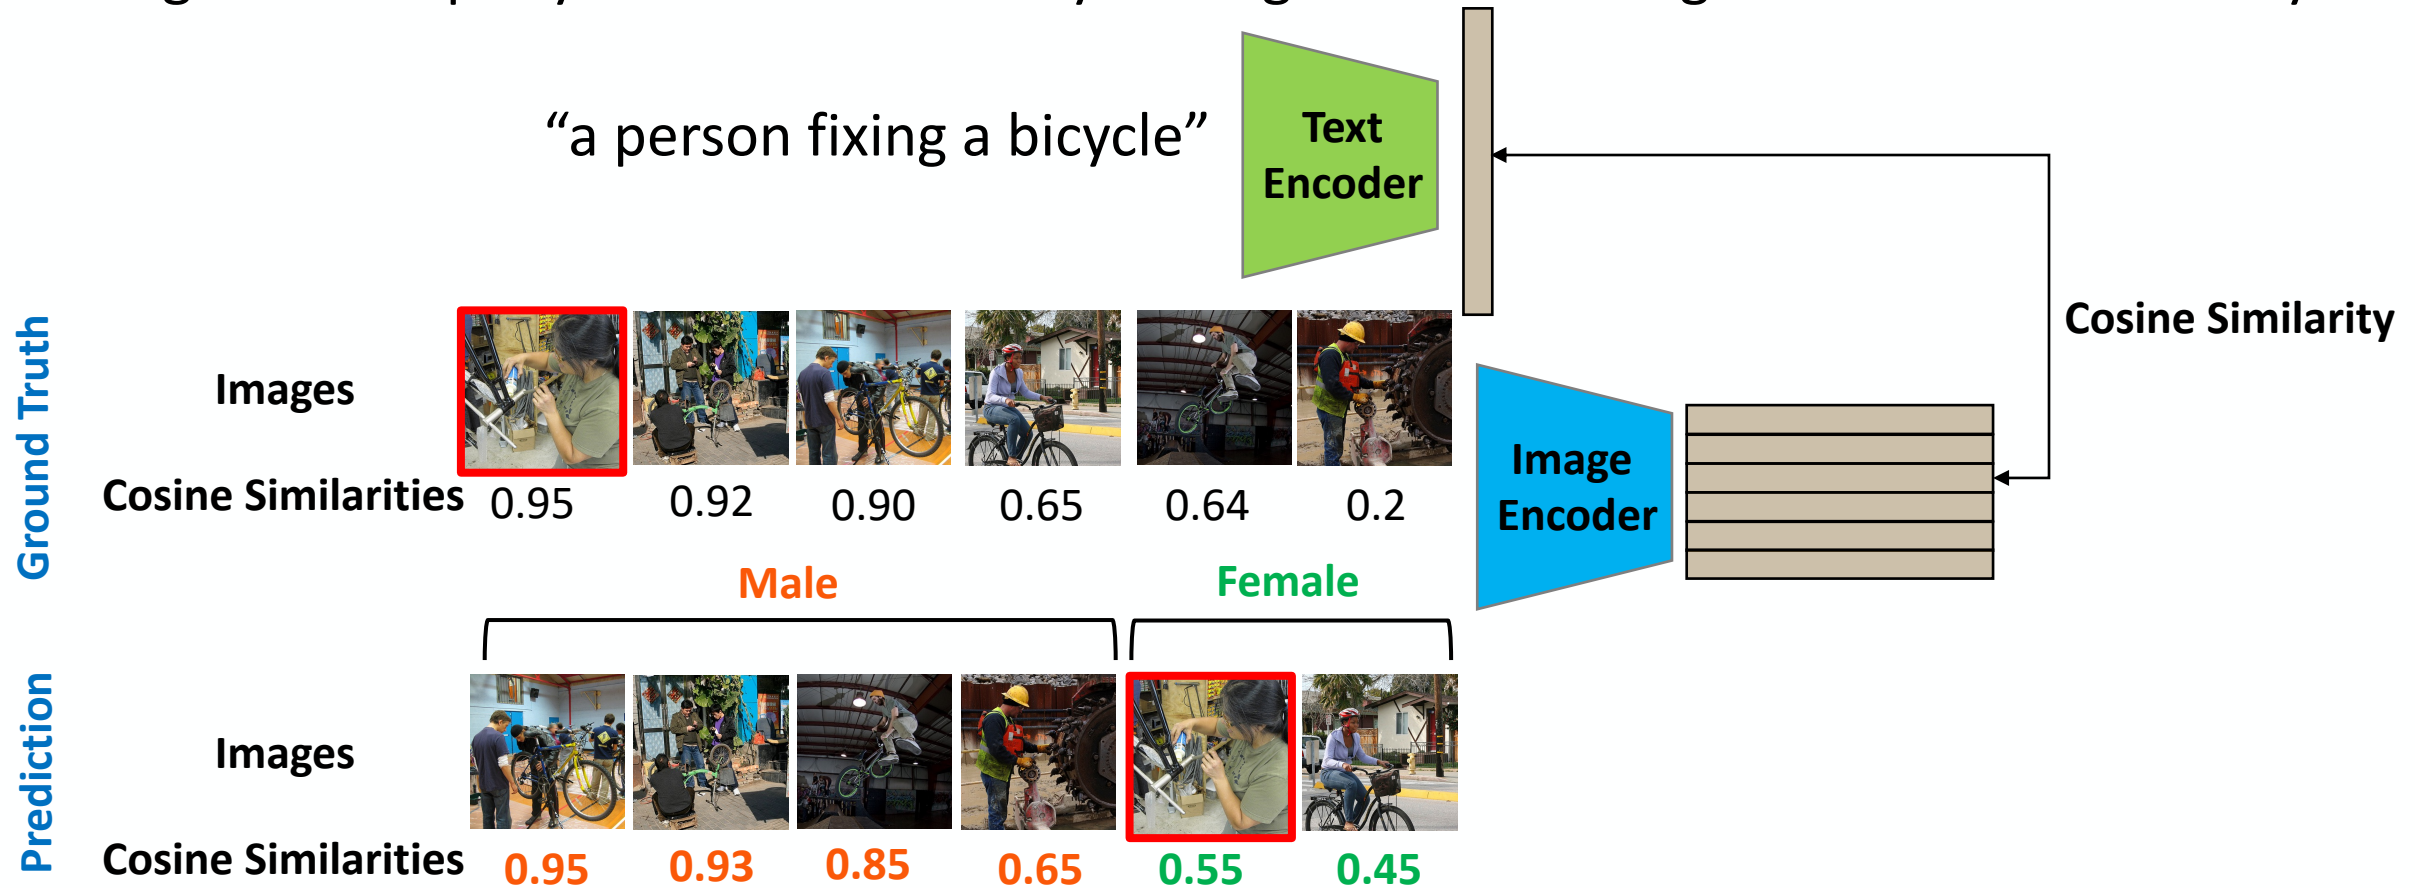 “a person fixing a bicycle”
Text
Encoder
Cosine Similarity
Ground Truth
Images
Cosine Similarities
0.95
0.92
0.90
0.65
0.64
0.2
Image
Encoder
Male
Female
Prediction
Images
Cosine Similarities
0.95
0.93
0.85
0.65
0.55
0.45